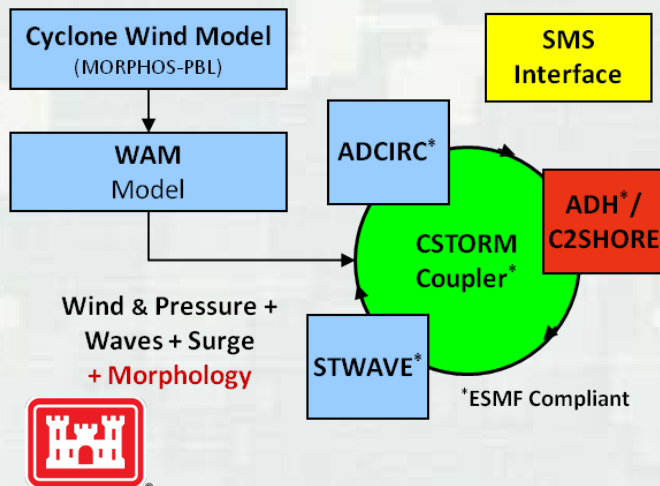 Cyclone Wind Model
(MORPHOS-PBL)
SMS
Interface
WAM
Model
ADCIRC*
ADH*/
C2SHORE
CSTORM
Coupler*
Wind & Pressure +
Waves + Surge
+ Morphology
STWAVE*
*ESMF Compliant
®